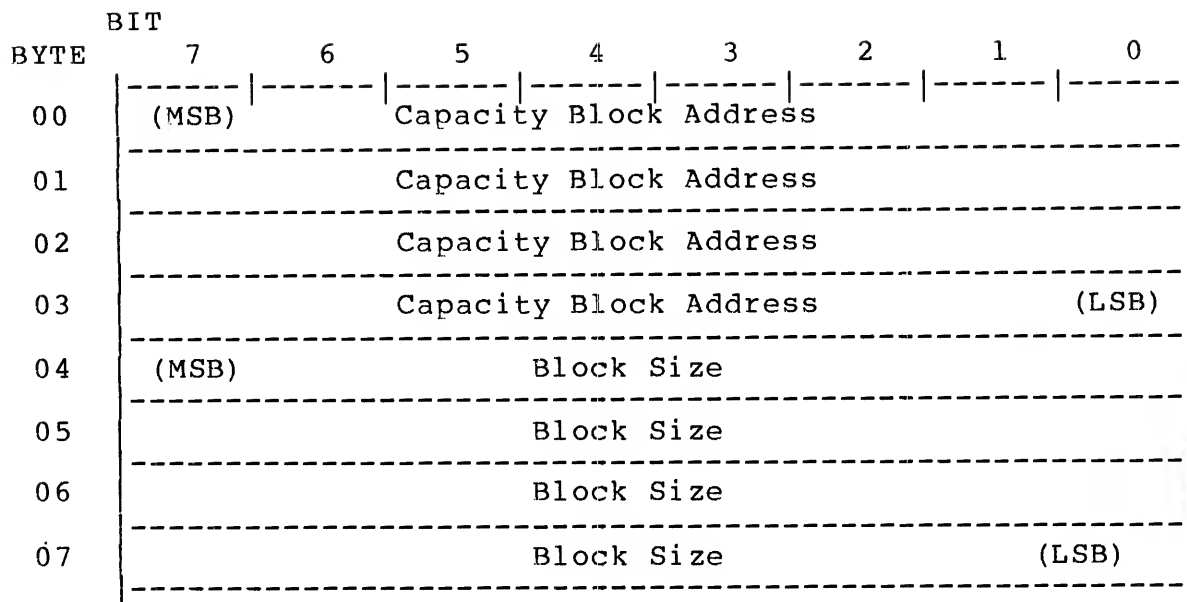 BIT
BYTE 7 6 5 4 3 2 1 0
00 (MSB) Capacity Block Address
01 Capacity Block Address
02 Capacity Block Address
03 Capacity Block Address (LSB)
04 (MSB) Block Size
05 Block Size
06 Block Size
07 Block Size (LSB)